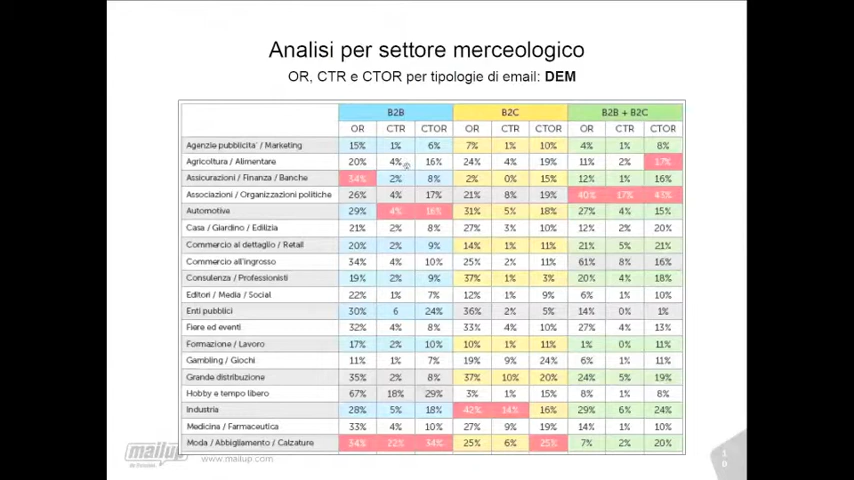 Analisi per settore merceologico
OR, CTR e CTOR per tipologie di email: DEM
B2B B2C B2B + B2C
OR CTR CTOR OR CTR CTOR OR CTR CTOR
Agenzie pubblicita' / Marketing 15% 1% 6% 7% 1% 10% 4% 1% 8%
Agricoltura / Alimentare 20% 4% 16% 24% 4% 19% 11% 2% 17%
Assicurazioni / Finanza / Banche 34% 2% 8% 2% 0% 15% 12% 1% 16%
Associazioni / Organizzazioni politiche 26% 4% 17% 21% 8% 19% 40% 17% 43%
Automotive 29% 4% 16% 31% 5% 18% 27% 4% 15%
Casa / Giardino / Edilizia 21% 2% 8% 27% 3% 10% 12% 2% 20%
Commercio al dettaglio / Retail 20% 2% 9% 14% 1% 11% 21% 5% 21%
Commercio all'ingrosso 34% 4% 10% 25% 2% 11% 61% 8% 16%
Consulenza / Professionisti 19% 2% 9% 37% 1% 3% 20% 4% 18%
Editori / Media / Social 22% 1% 7% 12% 1% 9% 6% 1% 10%
Enti pubblici 30% 6 24% 36% 2% 5% 14% 0% 1%
Fiere ed eventi 32% 4% 8% 33% 4% 10% 27% 4% 13%
Formazione / Lavoro 17% 2% 10% 10% 1% 11% 1% 0% 11%
Gambling / Giochi 11% 1% 7% 19% 9% 24% 6% 1% 11%
Grande distribuzione 35% 2% 8% 37% 10% 20% 24% 5% 19%
Hobby e tempo libero 67% 18% 29% 3% 1% 15% 8% 1% 8%
Industria 28% 5% 18% 42% 14% 16% 29% 6% 24%
Medicina / Farmaceutica 33% 4% 10% 27% 9% 19% 14% 1% 10%
Moda / Abbigliamento / Calzature 34% 22% 34% 25% 6% 25% 7% 2% 20%
mailup
www.mailup.com